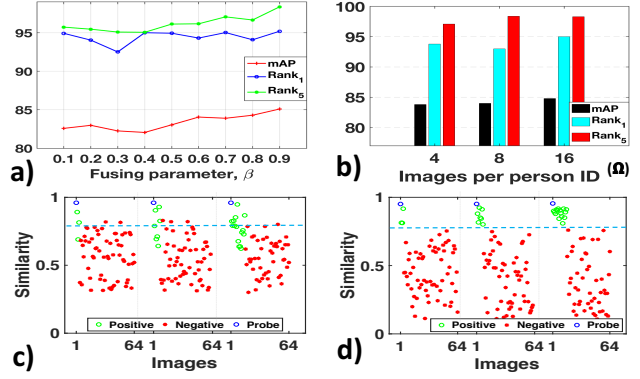 95
90
85
80
mAP
Rank1
Rank5
0.1 0.2 0.3 0.4 0.5 0.6 0.7 0.8 0.9
Fusing parameter, β
a)
100
95
90
85
80
mAP
Rank1
Rank5
4 8 16
Images per person ID (Ω)
b)
1
0.5
0
Similarity
Positive Negative Probe
1 64 1 64 1 64
Images
c)
1
0.5
0
Similarity
Positive Negative Probe
1 64 1 64 1 64
Images
d)